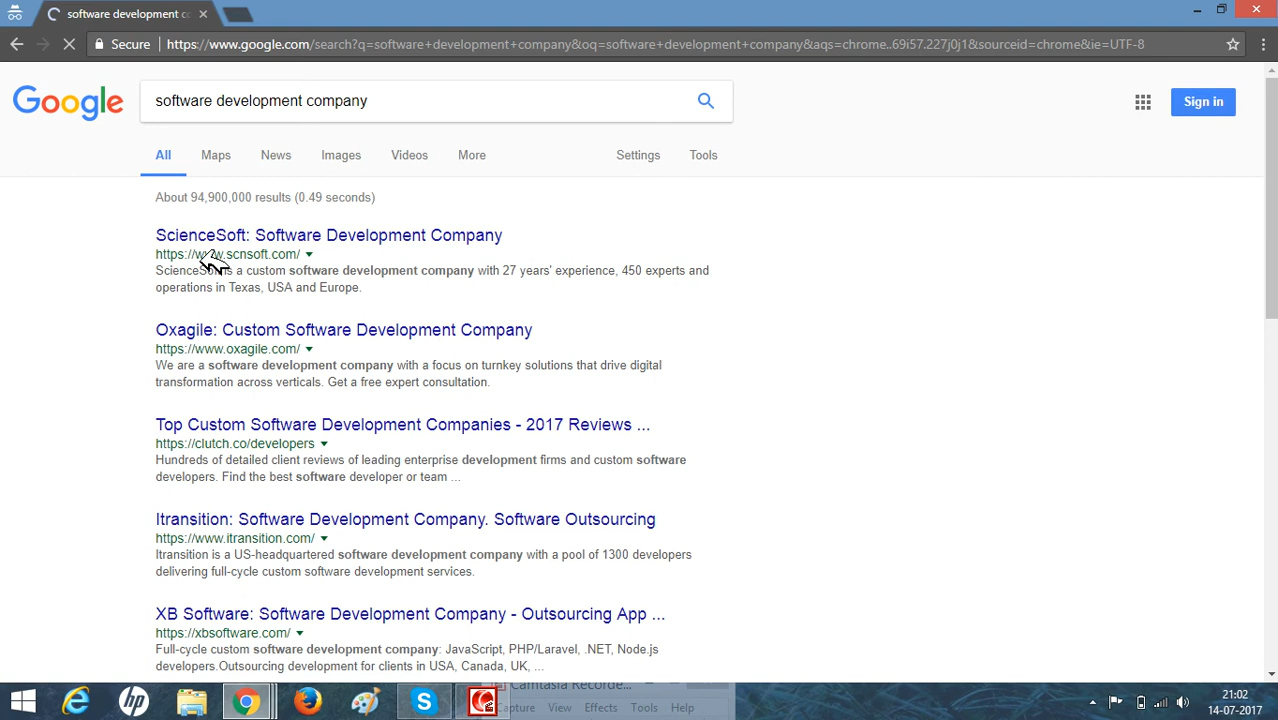 software development c
Secure https://www.google.com/search?q=software+development+company&oq=software+development+company&aqs=chrome..69i57.227j0j1&sourceid=chrome&ie=UTF-8
Google
software development company
Sign in
All Maps News Images Videos More Settings Tools
About 94,900,000 results (0.49 seconds)
ScienceSoft: Software Development Company
https://www.scnsoft.com/
ScienceSoft is a custom software development company with 27 years' experience, 450 experts and
operations in Texas, USA and Europe.
Oxagile: Custom Software Development Company
https://www.oxagile.com/
We are a software development company with a focus on turnkey solutions that drive digital
transformation across verticals. Get a free expert consultation.
Top Custom Software Development Companies - 2017 Reviews ...
https://clutch.co/developers
Hundreds of detailed client reviews of leading enterprise development firms and custom software
developers. Find the best software developer or team ...
Itransition: Software Development Company. Software Outsourcing
https://www.itransition.com/
Itransition is a US-headquartered software development company with a pool of 1300 developers
delivering full-cycle custom software development services.
XB Software: Software Development Company - Outsourcing App ...
https://xbsoftware.com/
Full-cycle custom software development company: JavaScript, PHP/Laravel, .NET, Node.js
developers.Outsourcing development for clients in USA, Canada, UK, ...
Camtasia Recorde...
Capture View Effects Tools Help
21:02
14-07-2017